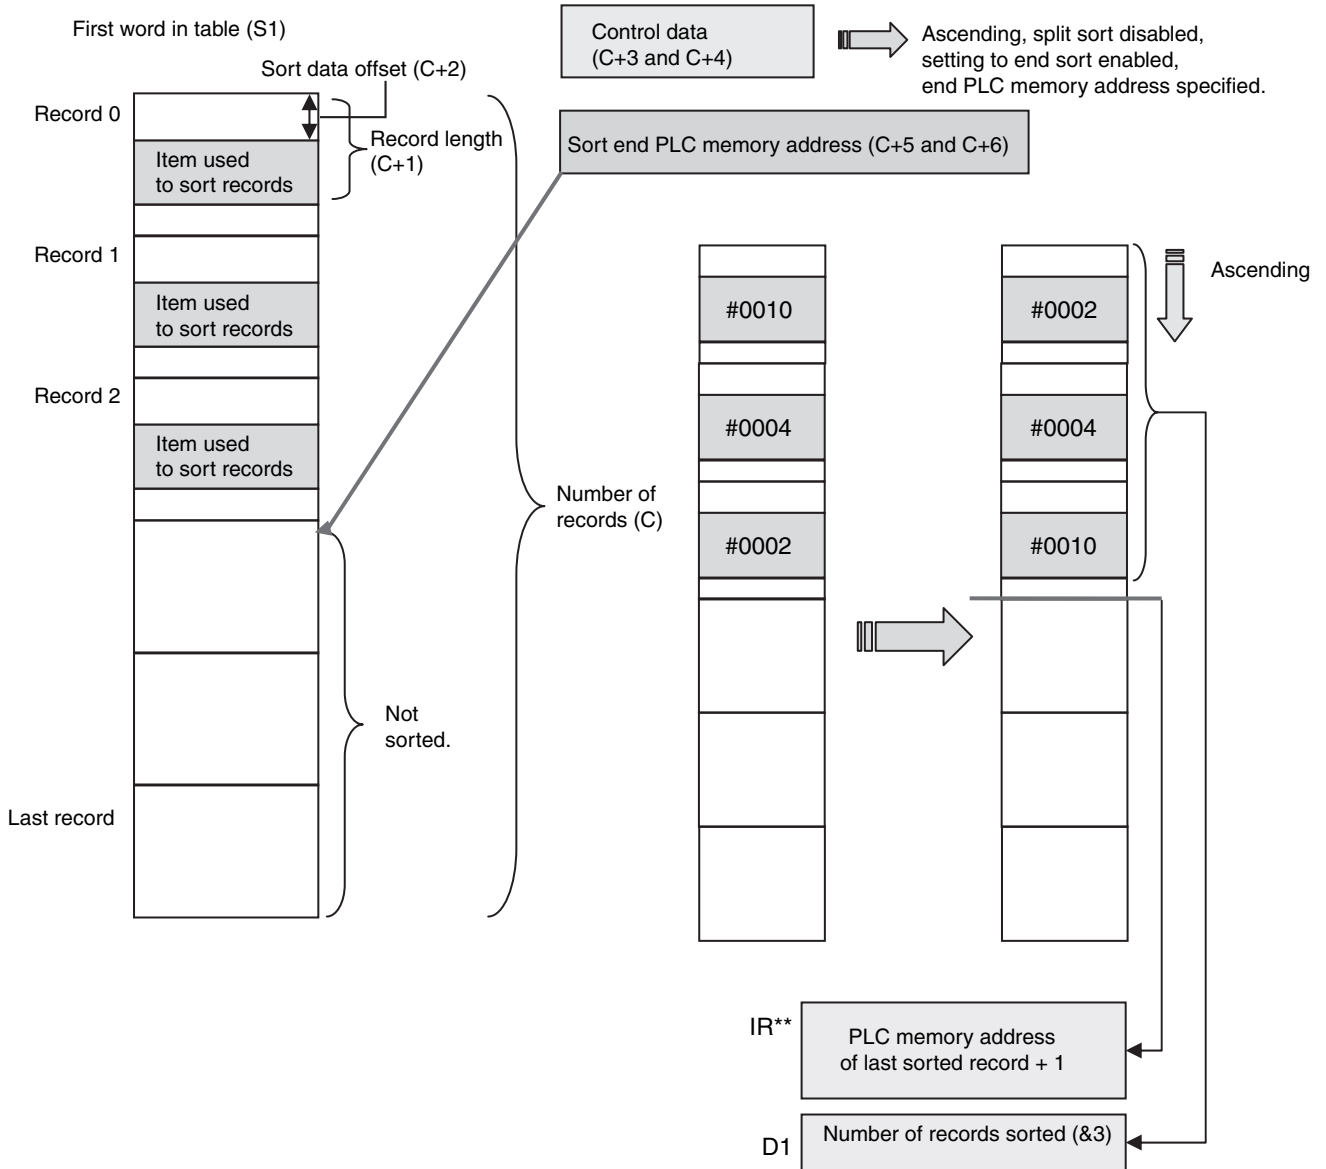 First word in table (S1)
Sort data offset (C+2)
Control data
(C+3 and C+4)
Ascending, split sort disabled,
setting to end sort enabled,
end PLC memory address specified.
Record 0
Record length
(C+1)
Item used
to sort records
Sort end PLC memory address (C+5 and C+6)
Record 1
Item used
to sort records
Record 2
Item used
to sort records
Number of
records (C)
Not
sorted.
Last record
#0010
#0004
#0002
#0002
#0004
#0010
Ascending
IR**
PLC memory address
of last sorted record + 1
D1
Number of records sorted (&3)